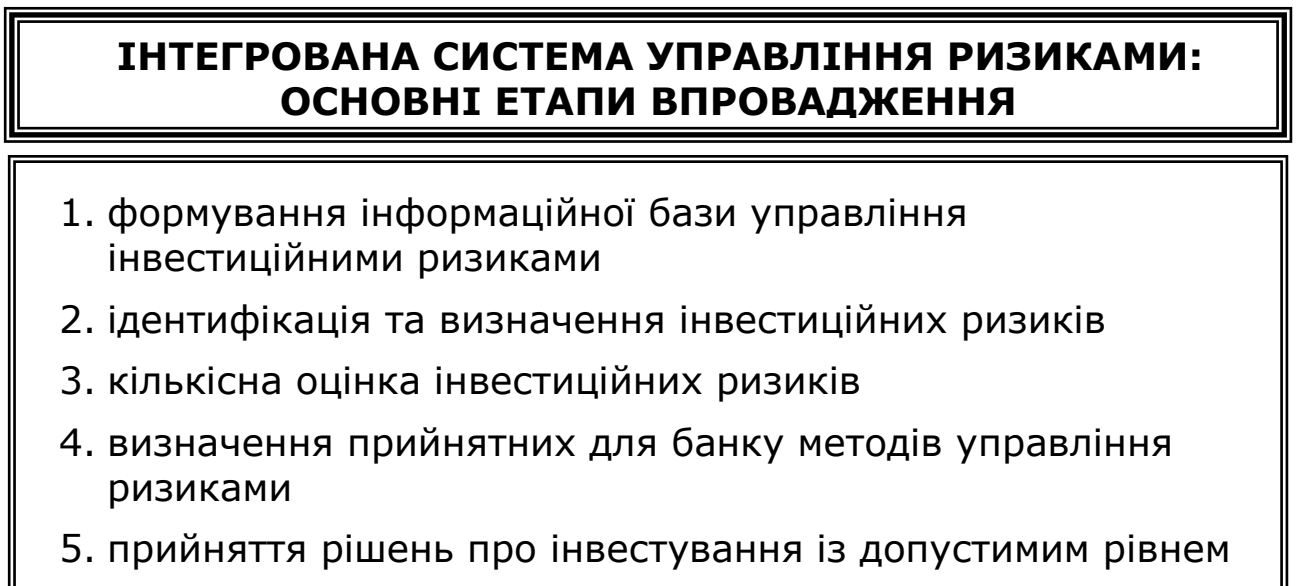 ІНТЕГРОВАНА СИСТЕМА УПРАВЛІННЯ РИЗИКАМИ:
ОСНОВНІ ЕТАПИ ВПРОВАДЖЕННЯ
1. формування інформаційної бази управління
інвестиційними ризиками
2. ідентифікація та визначення інвестиційних ризиків
3. кількісна оцінка інвестиційних ризиків
4. визначення прийнятних для банку методів управління
ризиками
5. прийняття рішень про інвестування із допустимим рівнем